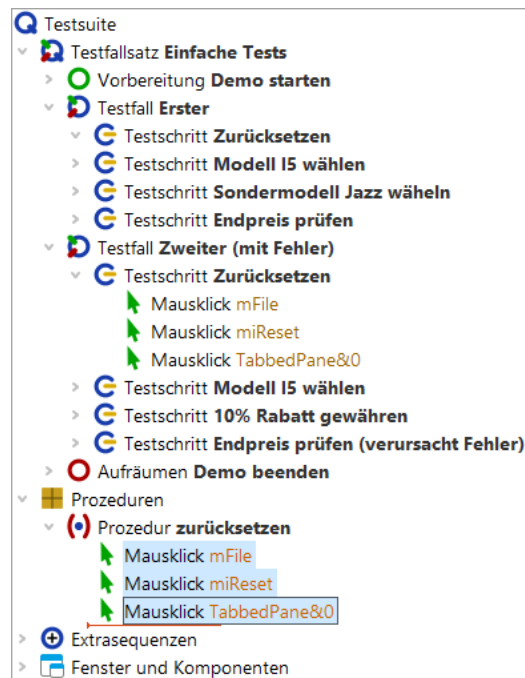 Testsuite
Testfallsatz Einfache Tests
Vorbereitung Demo starten
Testfall Erster
Testschritt Zurücksetzen
Testschritt Modell I5 wählen
Testschritt Sondermodell Jazz wäheln
Testschritt Endpreis prüfen
Testfall Zweiter (mit Fehler)
Testschritt Zurücksetzen
Mausklick mFile
Mausklick miReset
Mausklick TabbedPane&0
Testschritt Modell I5 wählen
Testschritt 10% Rabatt gewähren
Testschritt Endpreis prüfen (verursacht Fehler)
Aufräumen Demo beenden
Prozeduren
Prozedur zurücksetzen
Mausklick mFile
Mausklick miReset
Mausklick TabbedPane&0
Extrasequenzen
Fenster und Komponenten